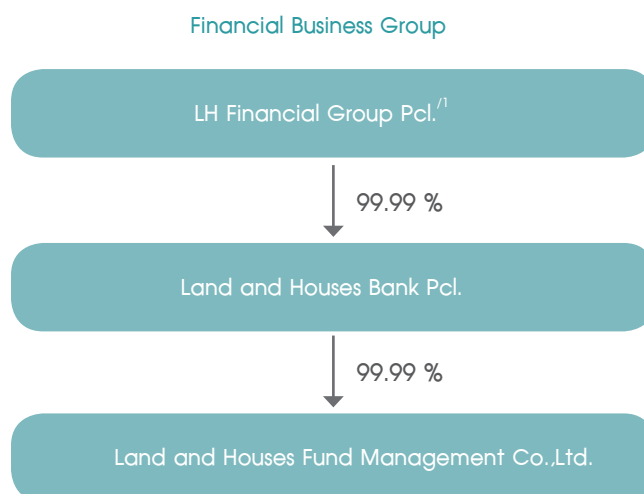 Financial Business Group
LH Financial Group Pcl./1
99.99 %
Land and Houses Bank Pcl.
99.99 %
Land and Houses Fund Management Co.,Ltd.